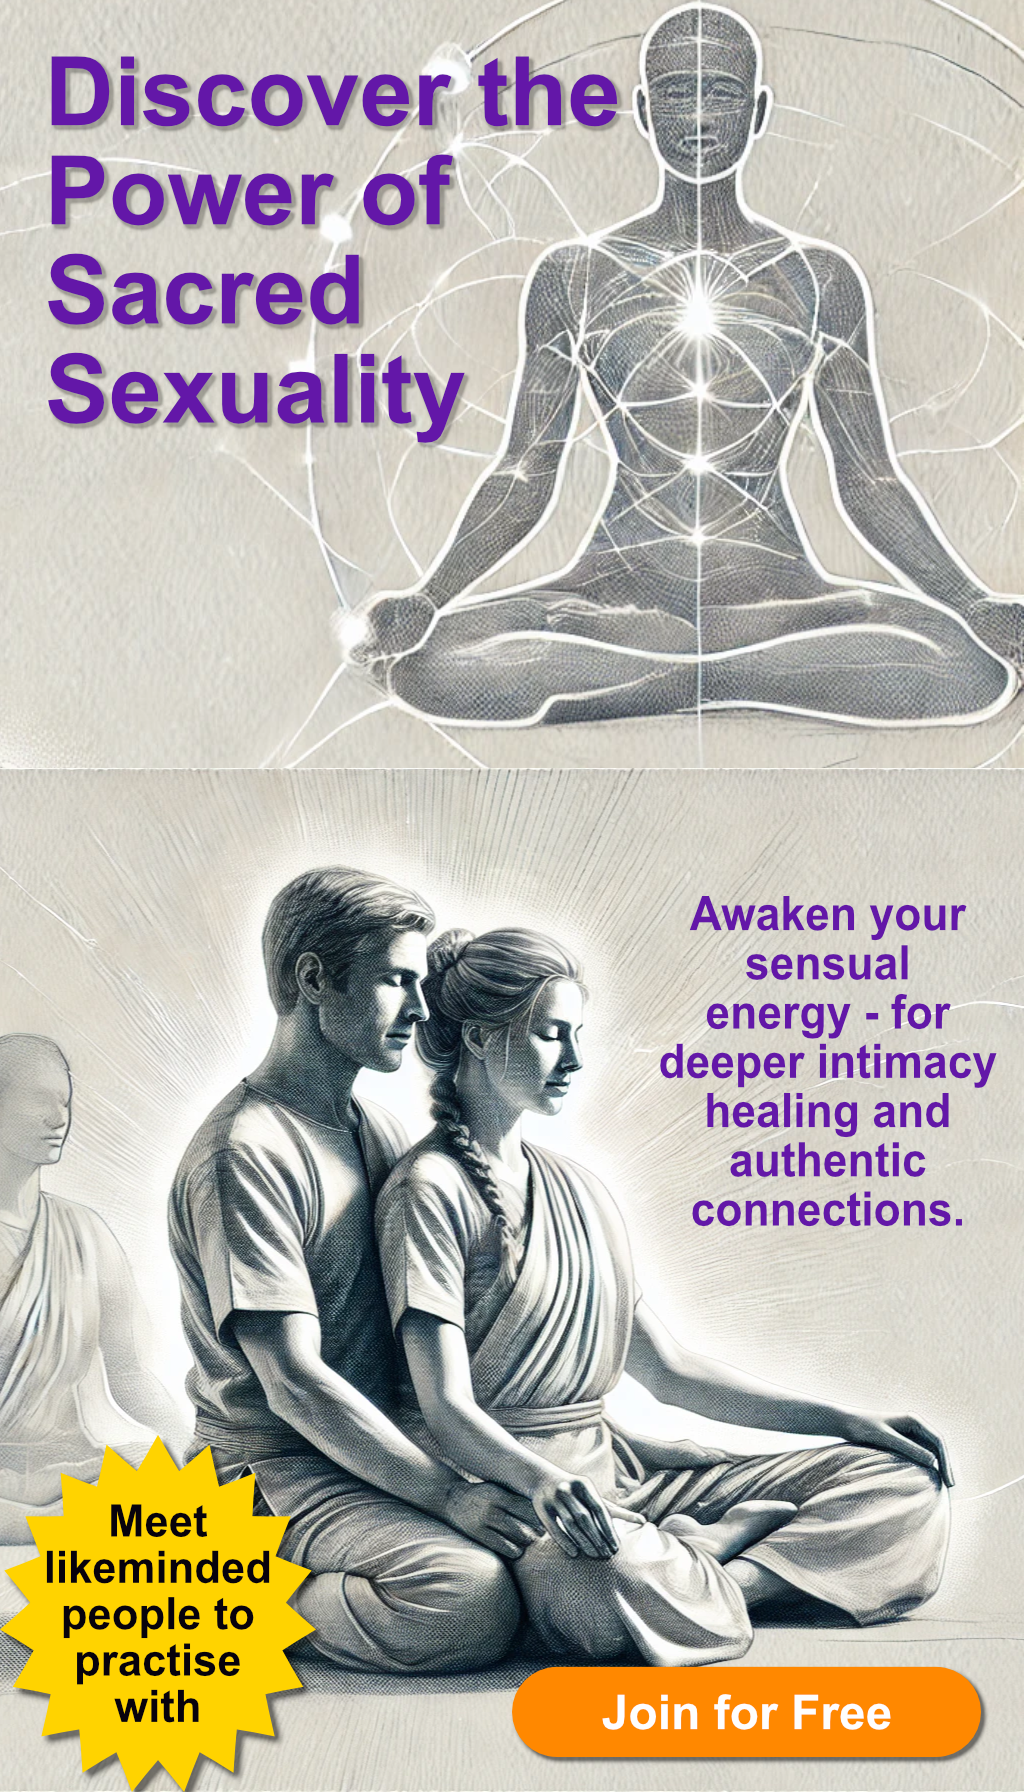 Discover the
Power of
Sacred
Sexuality
Awaken your
sensual
energy - for
deeper intimacy
healing and
authentic
connections.
Meet
likeminded
people to
practise
with
Join for Free